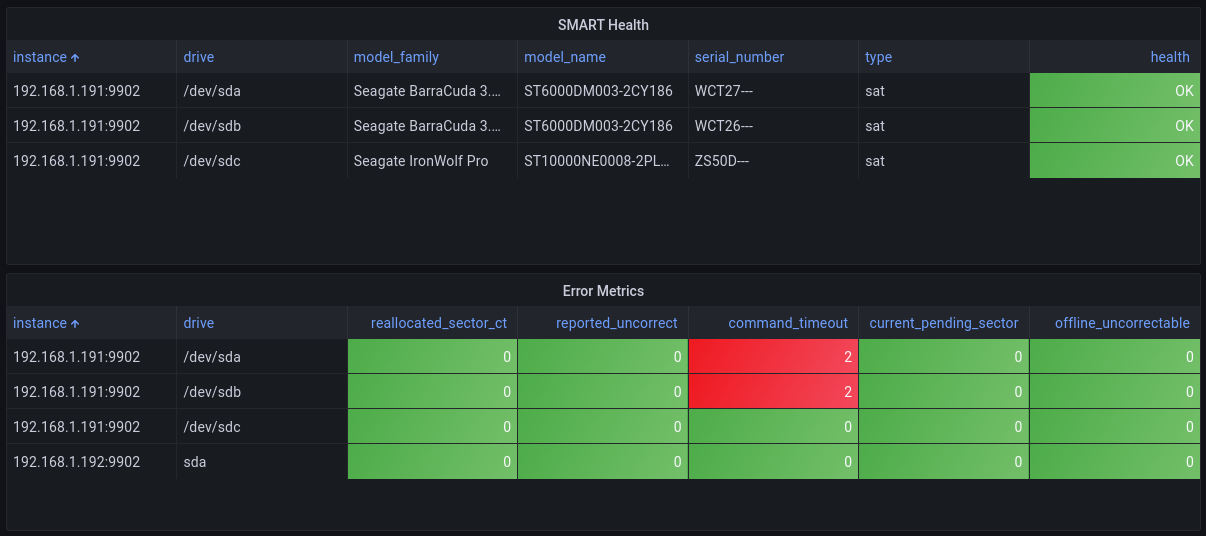 SMART Health
instance ↑ drive model_family model_name serial_number type health
192.168.1.191:9902 /dev/sda Seagate BarraCuda 3.... ST6000DM003-2CY186 WCT27--- sat OK
192.168.1.191:9902 /dev/sdb Seagate BarraCuda 3.... ST6000DM003-2CY186 WCT26--- sat OK
192.168.1.191:9902 /dev/sdc Seagate IronWolf Pro ST10000NE0008-2PL... ZS50D--- sat OK
Error Metrics
instance ↑ drive reallocated_sector_ct reported_uncorrect command_timeout current_pending_sector offline_uncorrectable
192.168.1.191:9902 /dev/sda 0 0 2 0 0
192.168.1.191:9902 /dev/sdb 0 0 2 0 0
192.168.1.191:9902 /dev/sdc 0 0 0 0 0
192.168.1.192:9902 sda 0 0 0 0 0